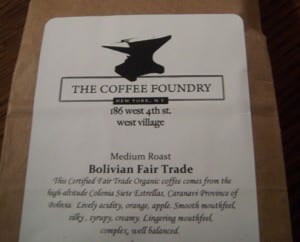 THE COFFEE FOUNDRY
NEW YORK, N.Y.
186 west 4th st.
west village
Medium Roast
Bolivian Fair Trade
This Certified Fair Trade Organic coffee comes from the
high-altitude Colonia Siete Estrellas, Caranavi Province of
Bolivia. Lively acidity, orange, apple. Smooth mouthfeel,
silky, syrupy, creamy. Lingering mouthfeel,
complex, well balanced.